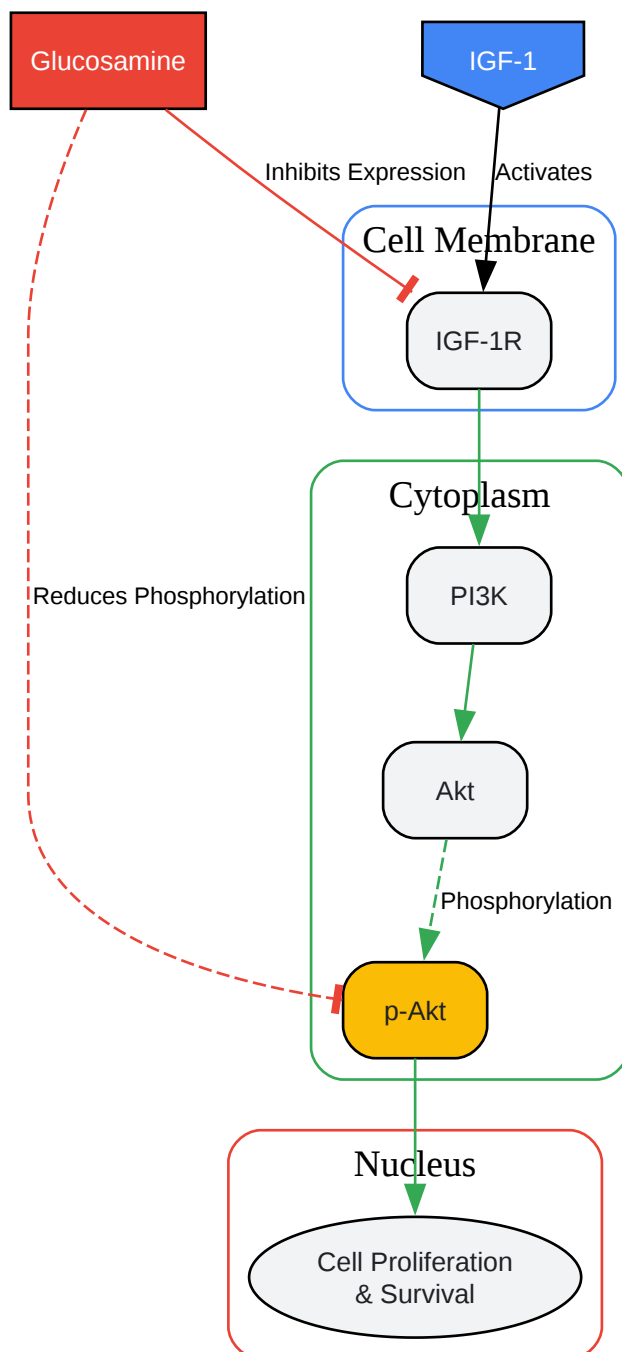 Glucosamine
IGF-1
Inhibits Expression
Activates
Cell Membrane
IGF-1R
Cytoplasm
PI3K
Reduces Phosphorylation
Akt
Phosphorylation
p-Akt
Nucleus
Cell Proliferation
& Survival